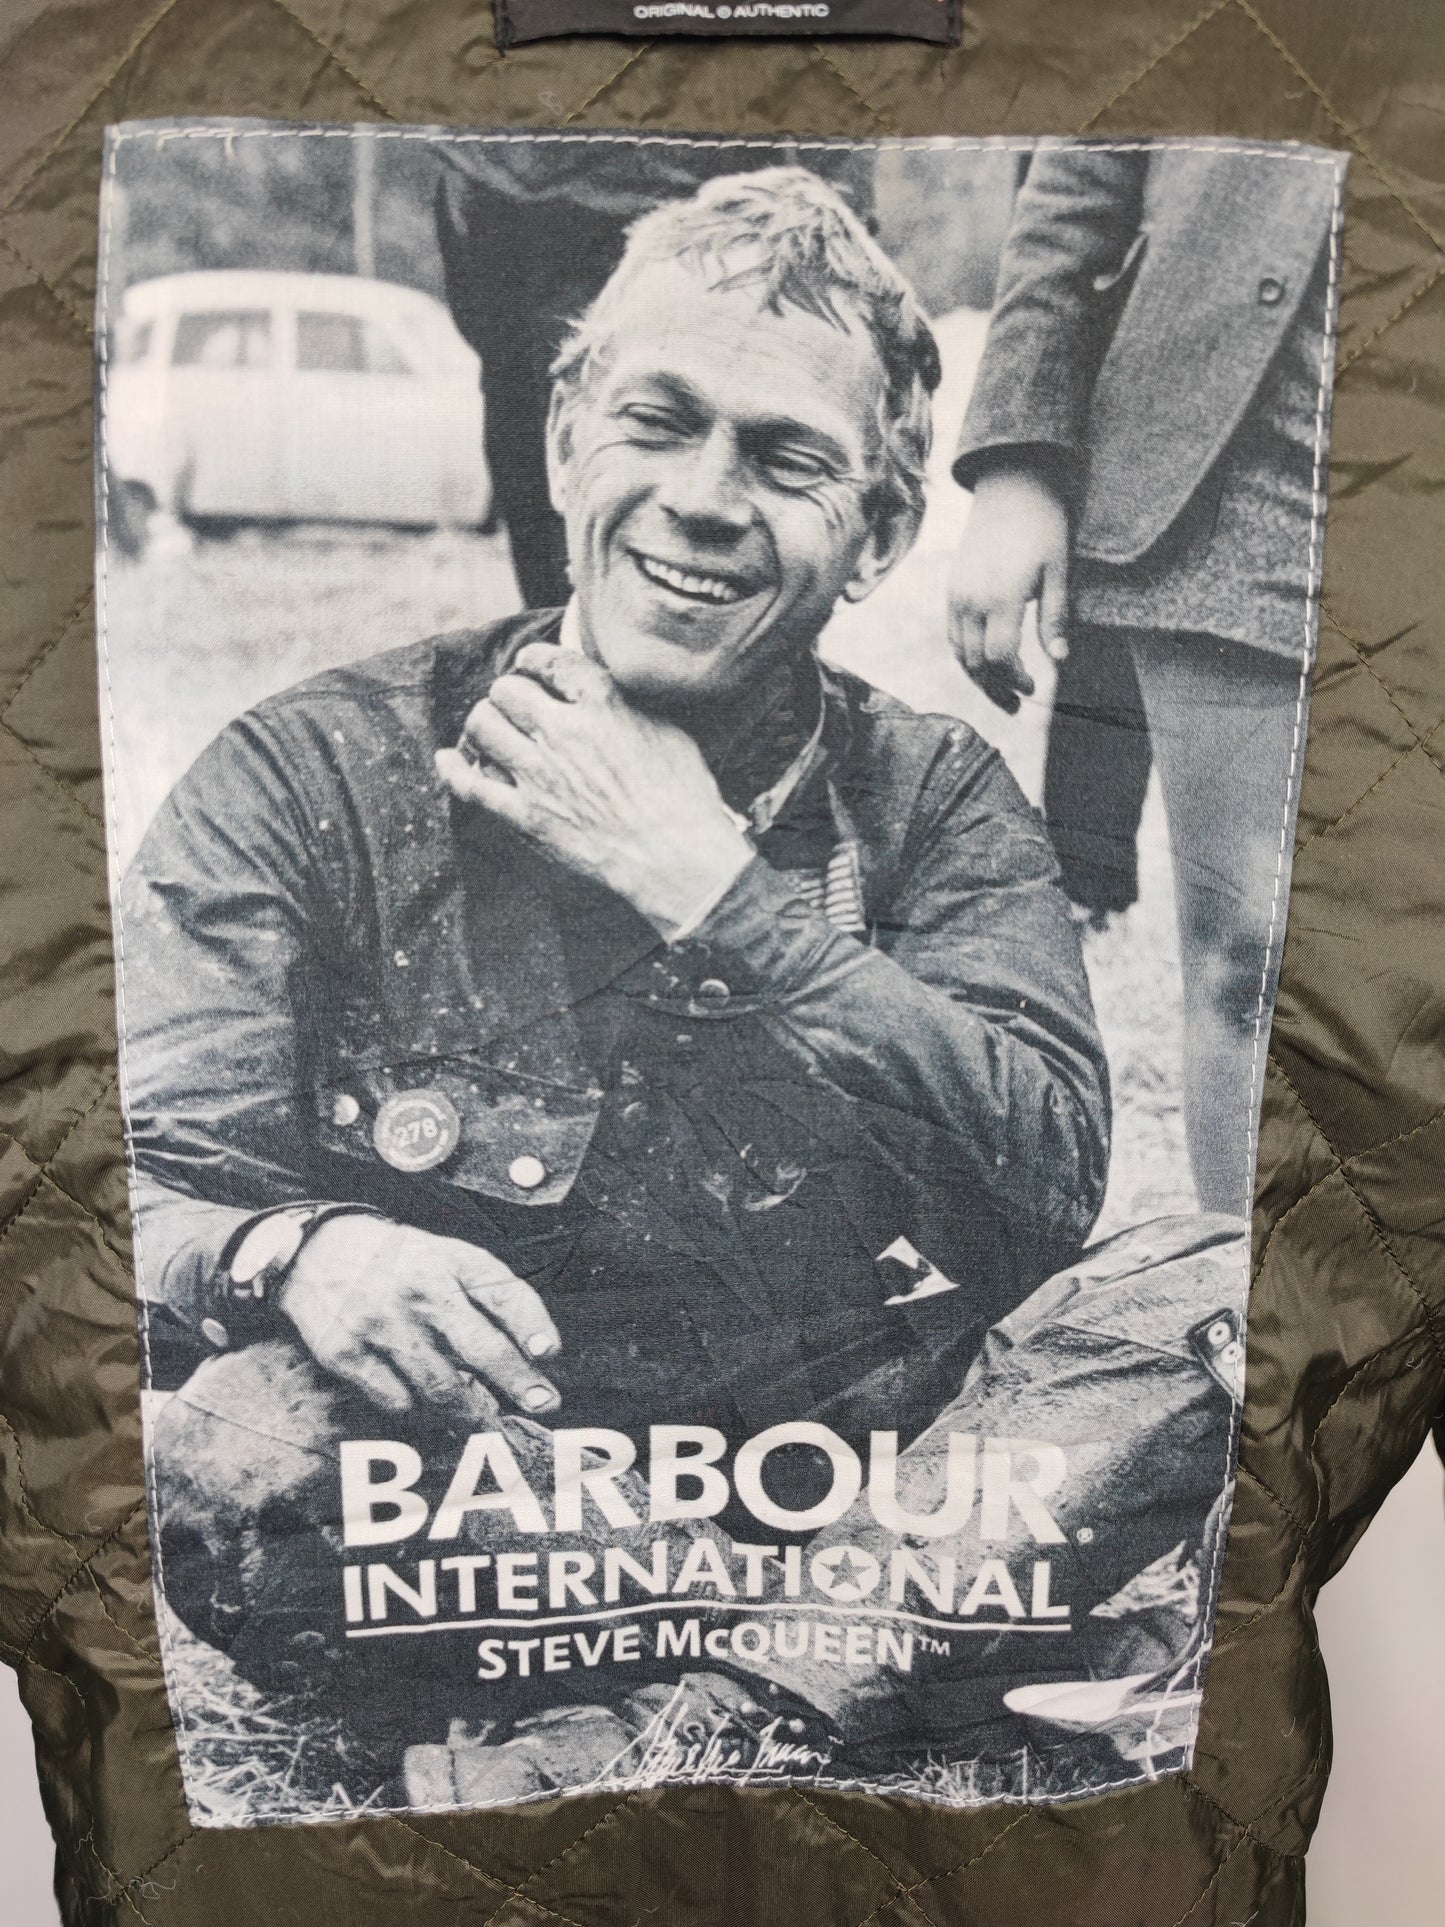 ORIGINAL © AUTHENTIC
278
BARBOUR®
INTERNATIONAL
STEVE McQUEEN™